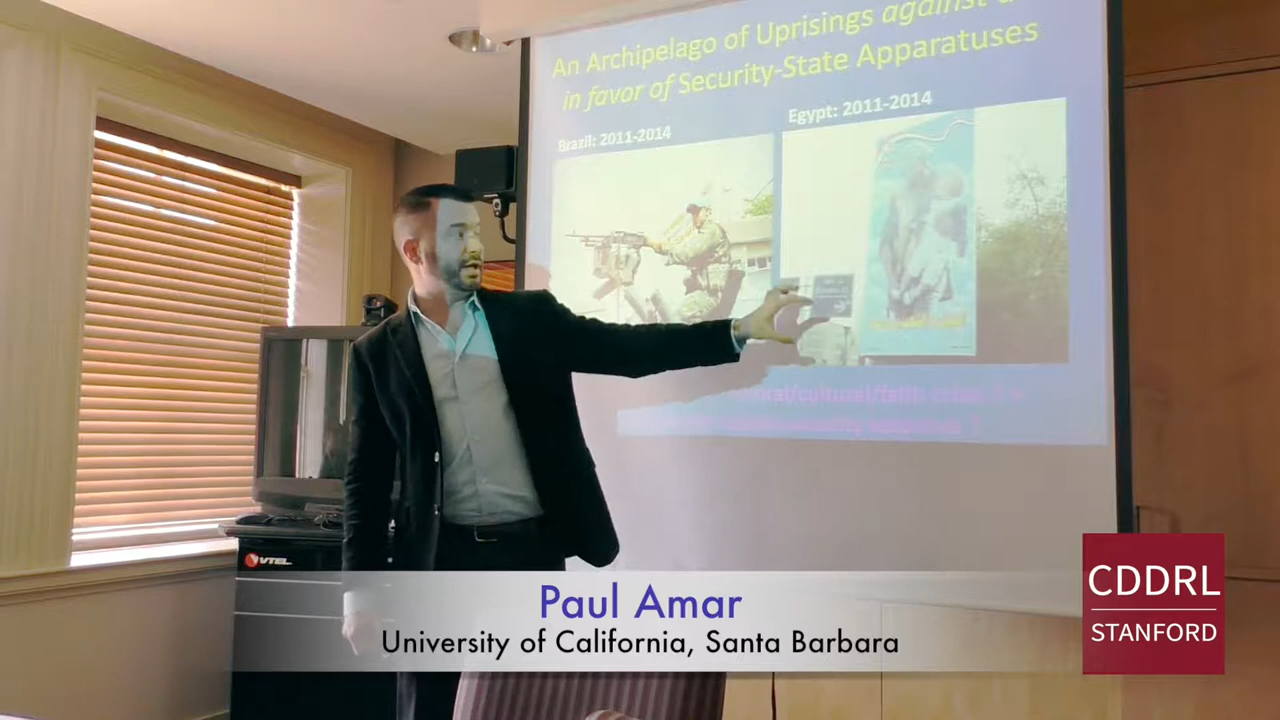 An Archipelago of Uprisings against
in favor of Security-State Apparatuses
Brazil: 2011-2014
Egypt: 2011-2014
VTEL
Paul Amar
University of California, Santa Barbara
CDDRL
STANFORD